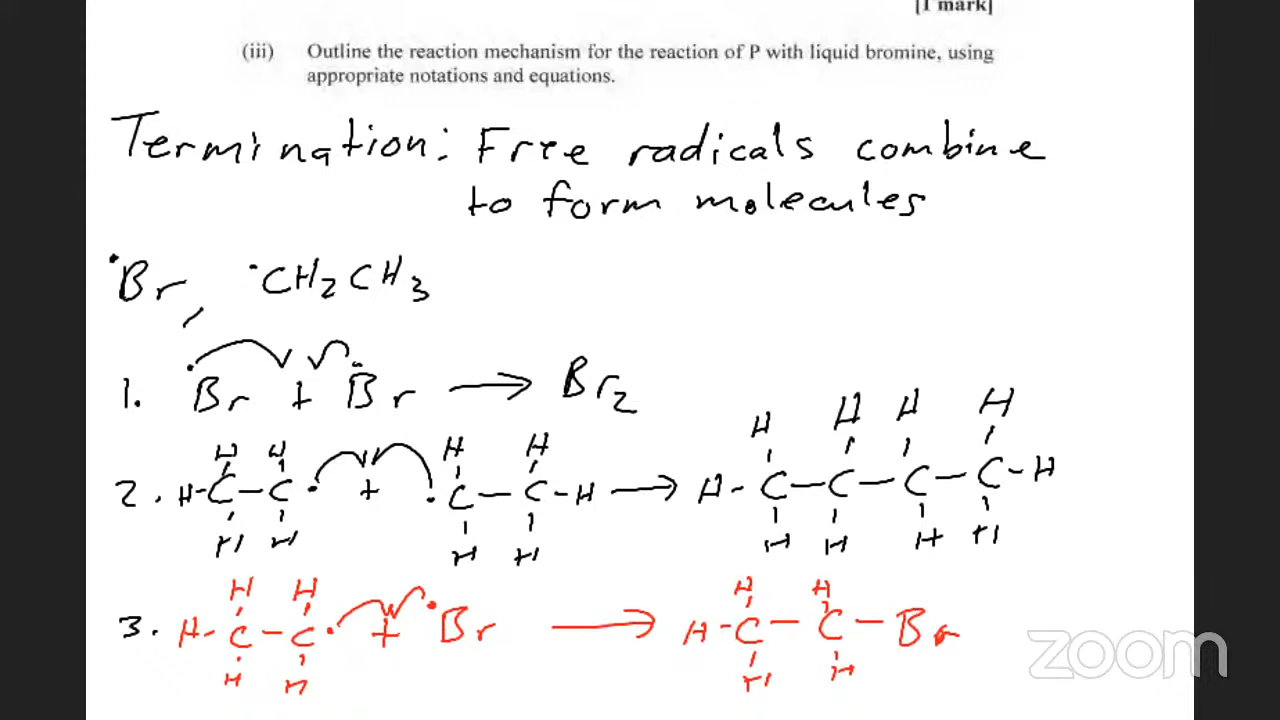 [1 mark]
(iii) Outline the reaction mechanism for the reaction of P with liquid bromine, using
appropriate notations and equations.
Termination: Free radicals combine
to form molecules
•Br, •CH2CH3
1. •Br + •Br → Br2
H H H H H H H H
2. H-C-C• + •C-C-H → H-C-C-C-C-H
H H H H H H H H
H H H H
3. H-C-C• + •Br → H-C-C-Br
H H H H
zoom